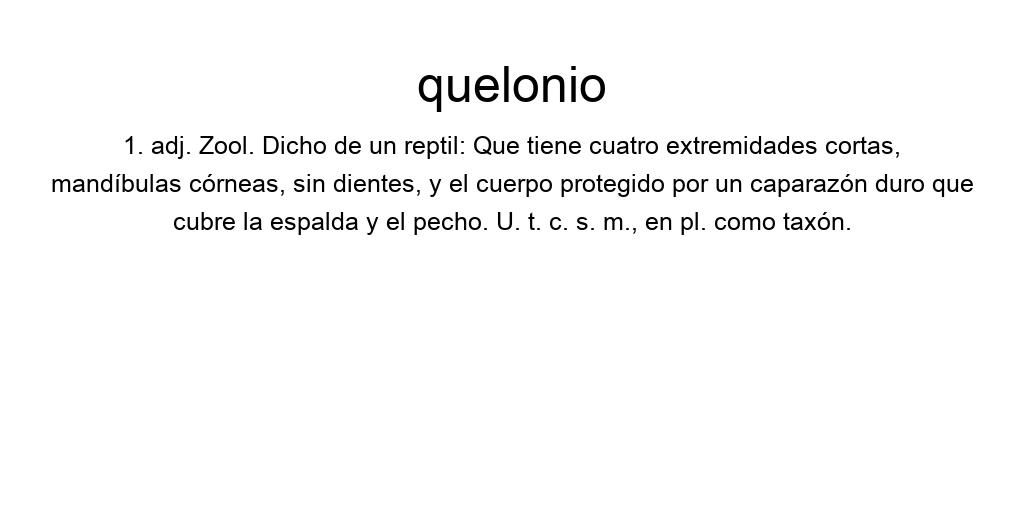 quelonio
1. adj. Zool. Dicho de un reptil: Que tiene cuatro extremidades cortas,
mandíbulas córneas, sin dientes, y el cuerpo protegido por un caparazón duro que
cubre la espalda y el pecho. U. t. c. s. m., en pl. como taxón.